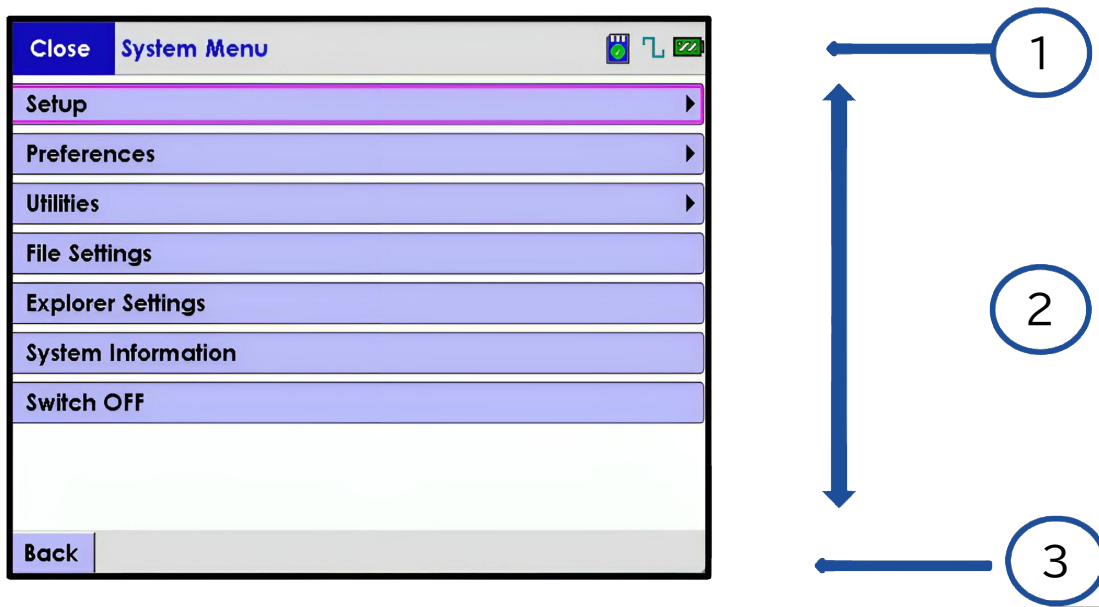 Close System Menu
1
Setup
Preferences
Utilities
File Settings
Explorer Settings
2
System Information
Switch OFF
Back
3